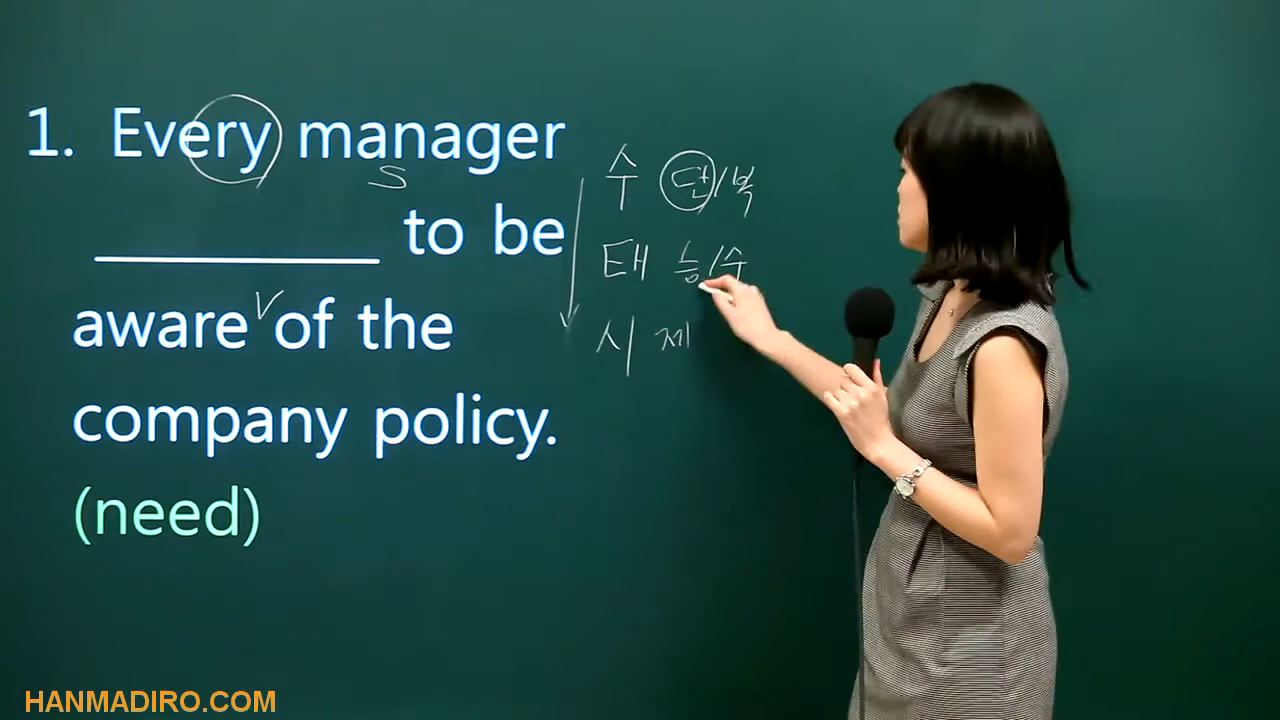 1. Every manager
S
수 단/복
________ to be
태 능/수
aware V of the
시 제
company policy.
(need)
HANMADIRO.COM